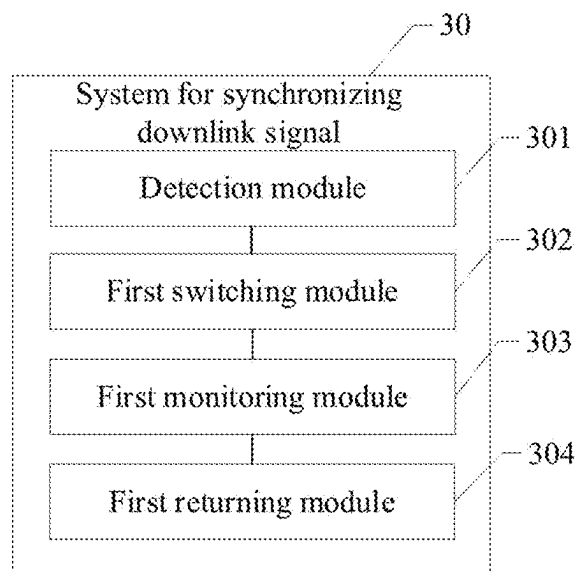 30
System for synchronizing
downlink signal
301
Detection module
302
First switching module
303
First monitoring module
304
First returning module